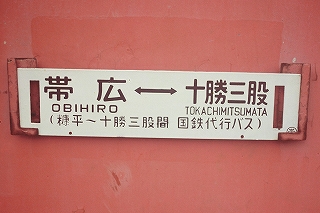 帯広 ↔ 十勝三股
OBIHIRO TOKACHIMITSUMATA
(糠平〜十勝三股間 国鉄代行バス)